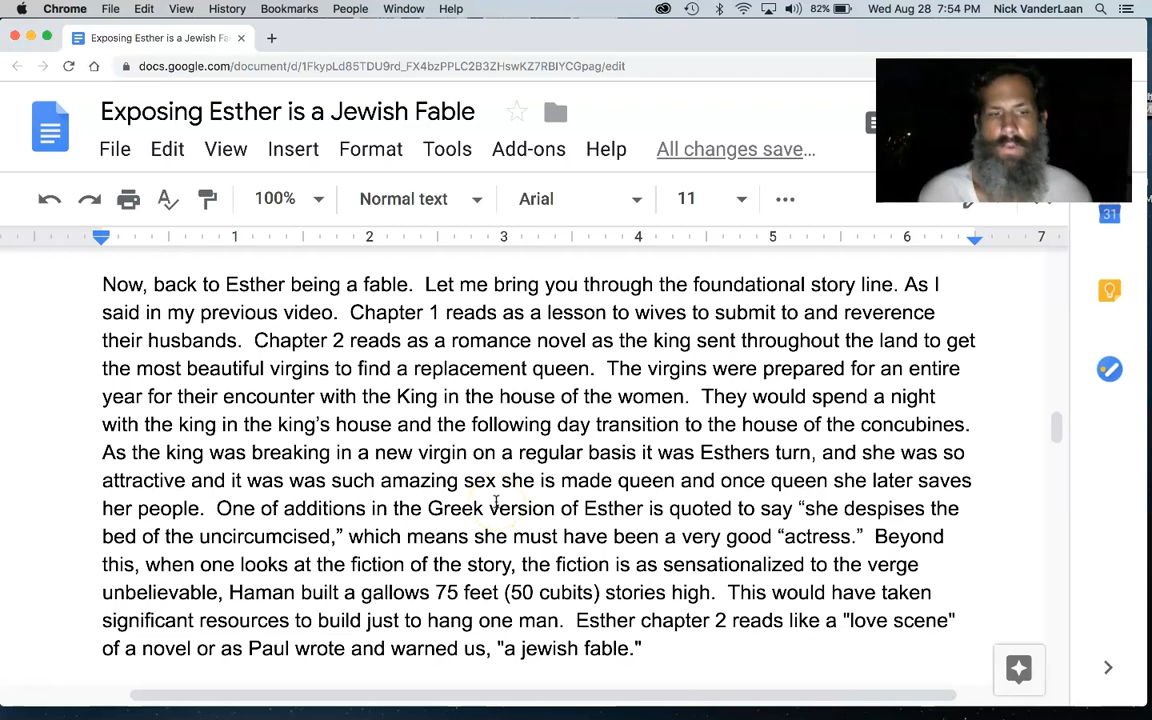 Chrome File Edit View History Bookmarks People Window Help 82% Wed Aug 28 7:54 PM Nick VanderLaan
Exposing Esther is a Jewish Fa
docs.google.com/document/d/1FkypLd85TDU9rd_FX4bzPPLC2B3ZHswKZ7RBIYCGpag/edit
Exposing Esther is a Jewish Fable
File Edit View Insert Format Tools Add-ons Help All changes save...
100% Normal text Arial 11
1 2 3 4 5 6 7
31
Now, back to Esther being a fable. Let me bring you through the foundational story line. As I
said in my previous video. Chapter 1 reads as a lesson to wives to submit to and reverence
their husbands. Chapter 2 reads as a romance novel as the king sent throughout the land to get
the most beautiful virgins to find a replacement queen. The virgins were prepared for an entire
year for their encounter with the King in the house of the women. They would spend a night
with the king in the king's house and the following day transition to the house of the concubines.
As the king was breaking in a new virgin on a regular basis it was Esthers turn, and she was so
attractive and it was was such amazing sex she is made queen and once queen she later saves
her people. One of additions in the Greek version of Esther is quoted to say “she despises the
bed of the uncircumcised,” which means she must have been a very good “actress.” Beyond
this, when one looks at the fiction of the story, the fiction is as sensationalized to the verge
unbelievable, Haman built a gallows 75 feet (50 cubits) stories high. This would have taken
significant resources to build just to hang one man. Esther chapter 2 reads like a "love scene"
of a novel or as Paul wrote and warned us, "a jewish fable."